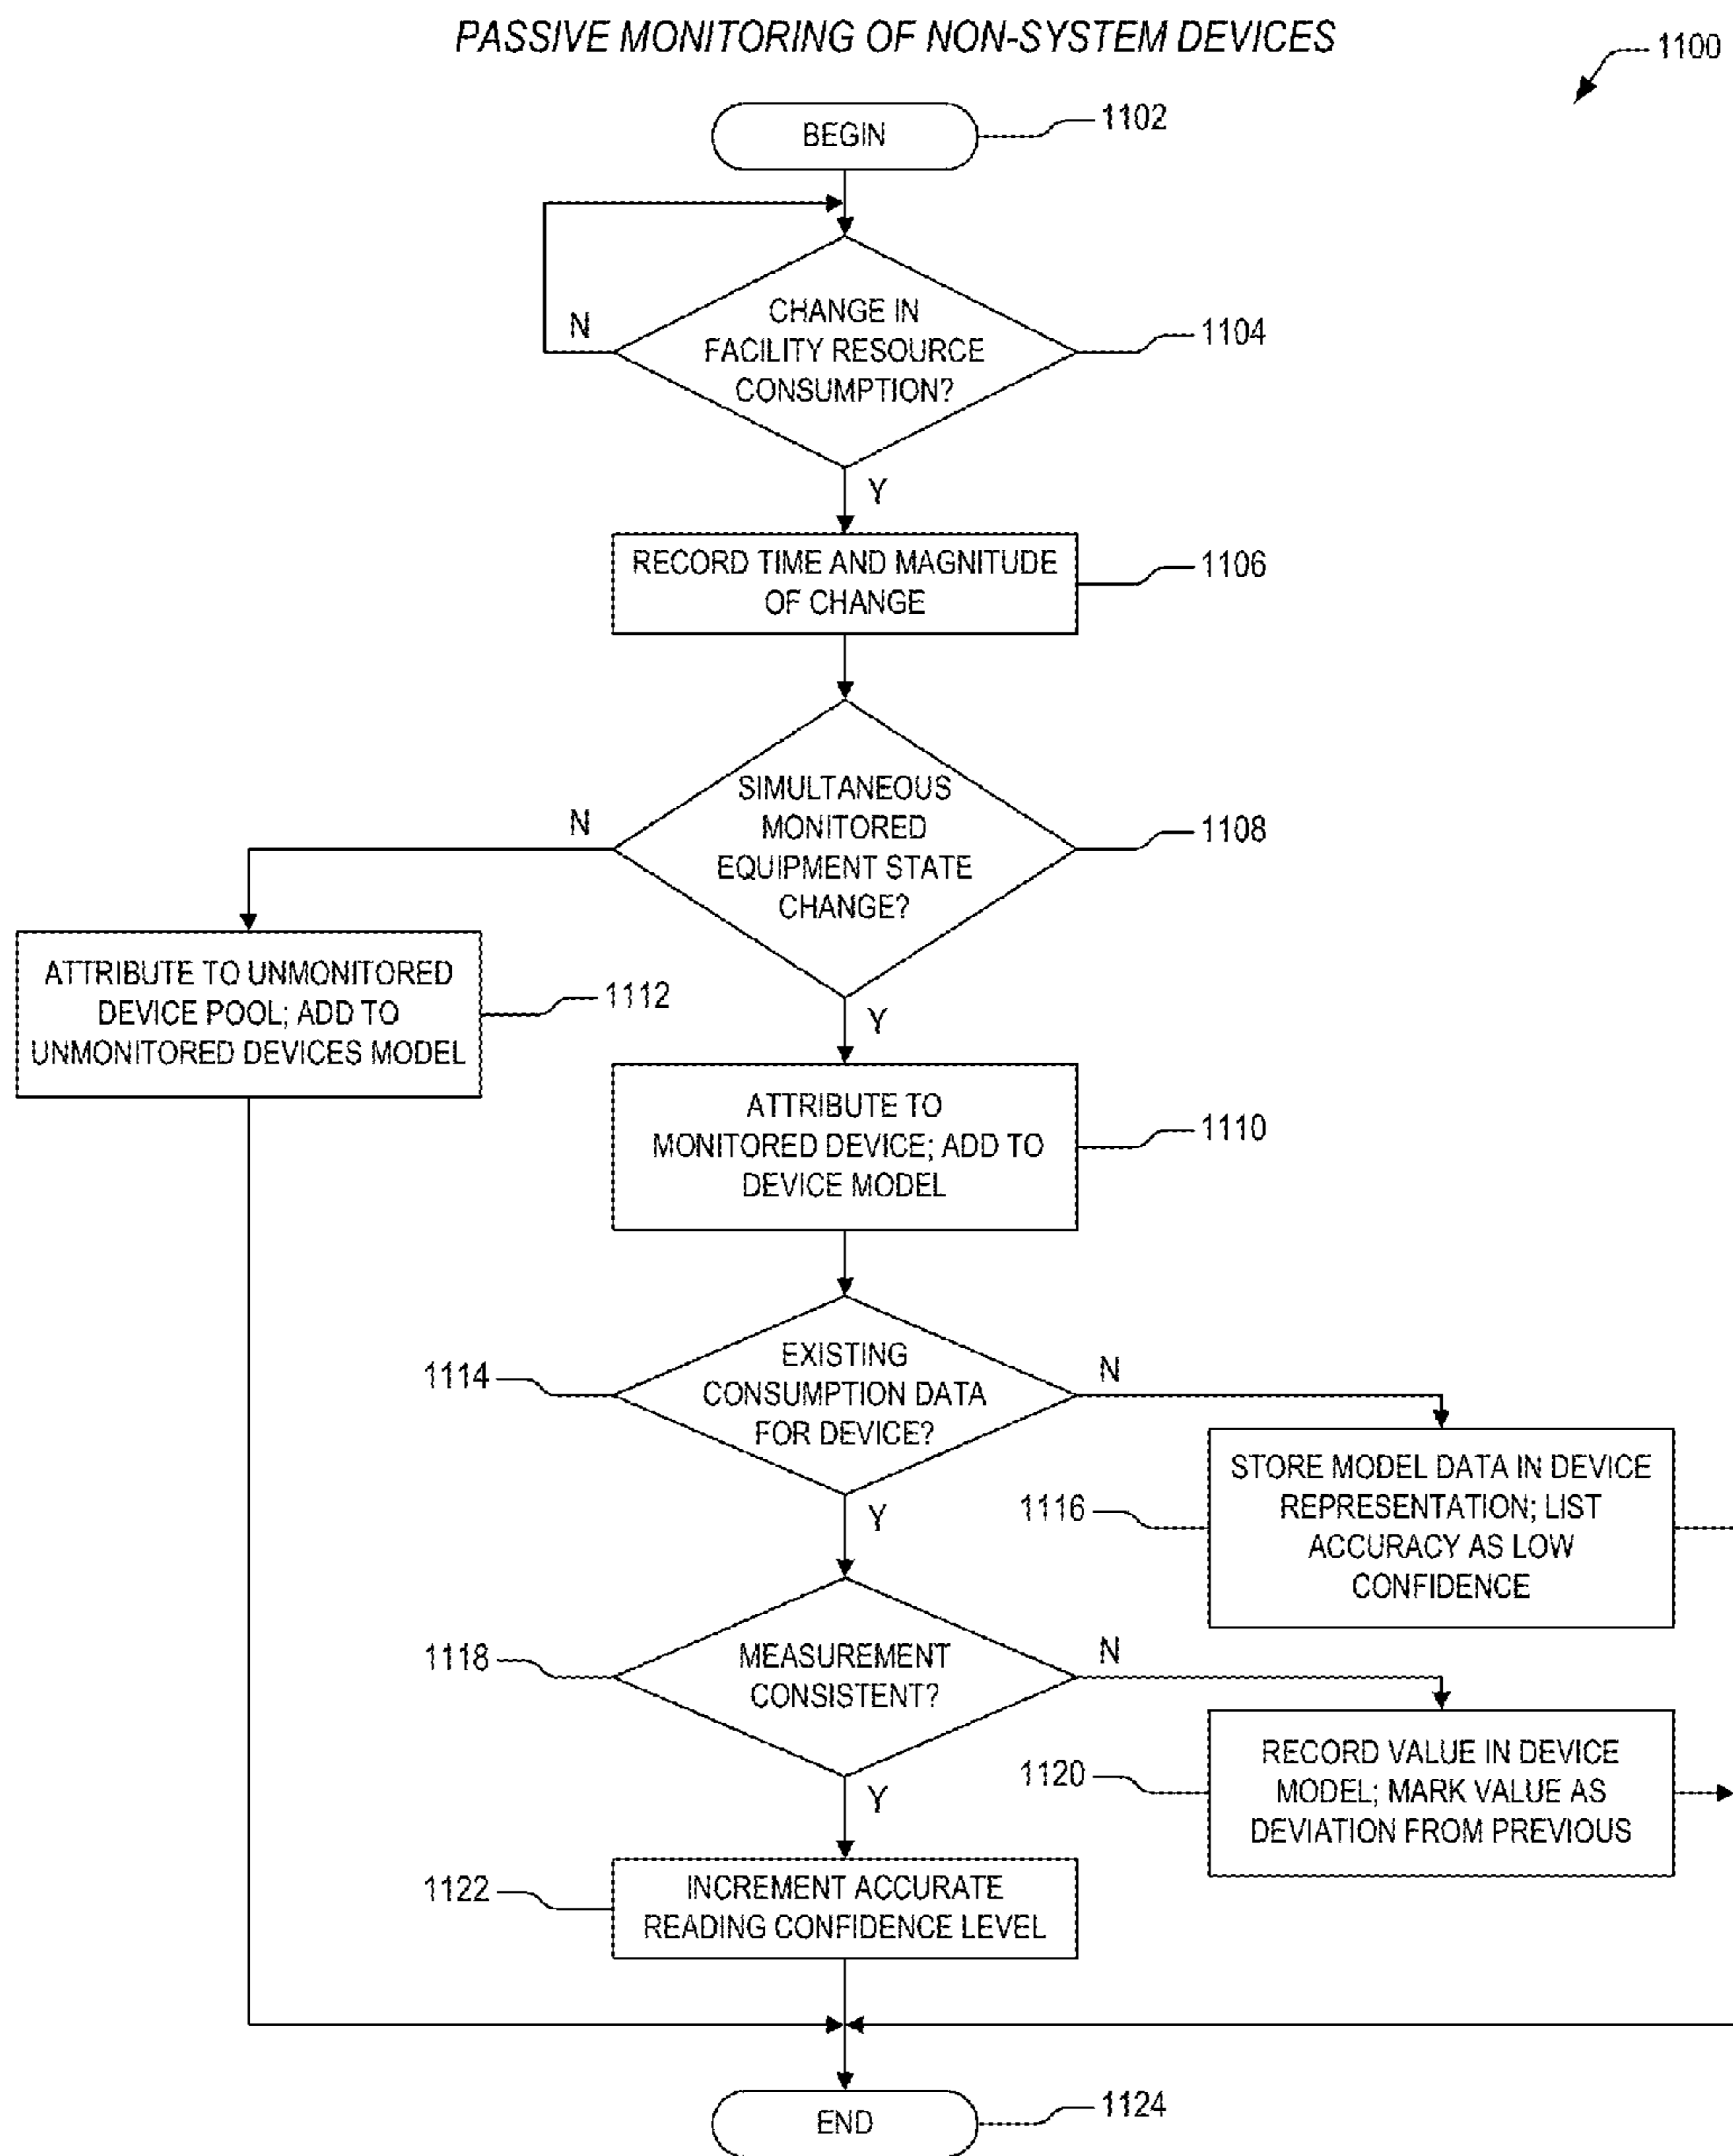 PASSIVE MONITORING OF NON-SYSTEM DEVICES
1100
BEGIN
1102
CHANGE IN
FACILITY RESOURCE
CONSUMPTION?
N
1104
Y
RECORD TIME AND MAGNITUDE
OF CHANGE
1106
SIMULTANEOUS
MONITORED
EQUIPMENT STATE
CHANGE?
N
1108
Y
ATTRIBUTE TO UNMONITORED
DEVICE POOL; ADD TO
UNMONITORED DEVICES MODEL
1112
ATTRIBUTE TO
MONITORED DEVICE; ADD TO
DEVICE MODEL
1110
1114
EXISTING
CONSUMPTION DATA
FOR DEVICE?
N
Y
1116
STORE MODEL DATA IN DEVICE
REPRESENTATION; LIST
ACCURACY AS LOW
CONFIDENCE
1118
MEASUREMENT
CONSISTENT?
N
Y
1120
RECORD VALUE IN DEVICE
MODEL; MARK VALUE AS
DEVIATION FROM PREVIOUS
1122
INCREMENT ACCURATE
READING CONFIDENCE LEVEL
END
1124